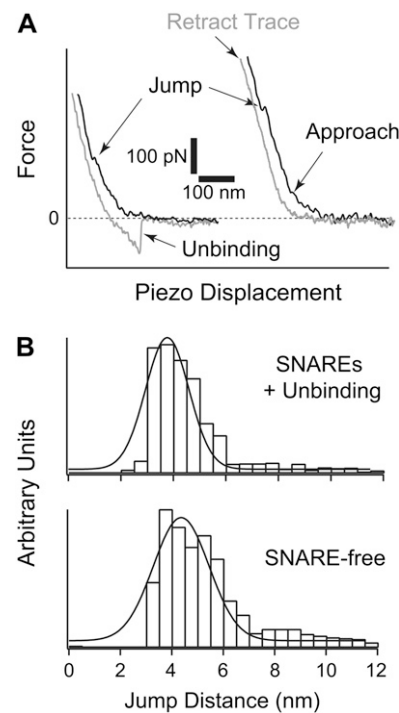 A
Retract Trace
Jump
Approach
Force
100 pN
100 nm
0
Unbinding
Piezo Displacement
B
SNAREs
+ Unbinding
Arbitrary Units
SNARE-free
0 2 4 6 8 10 12
Jump Distance (nm)